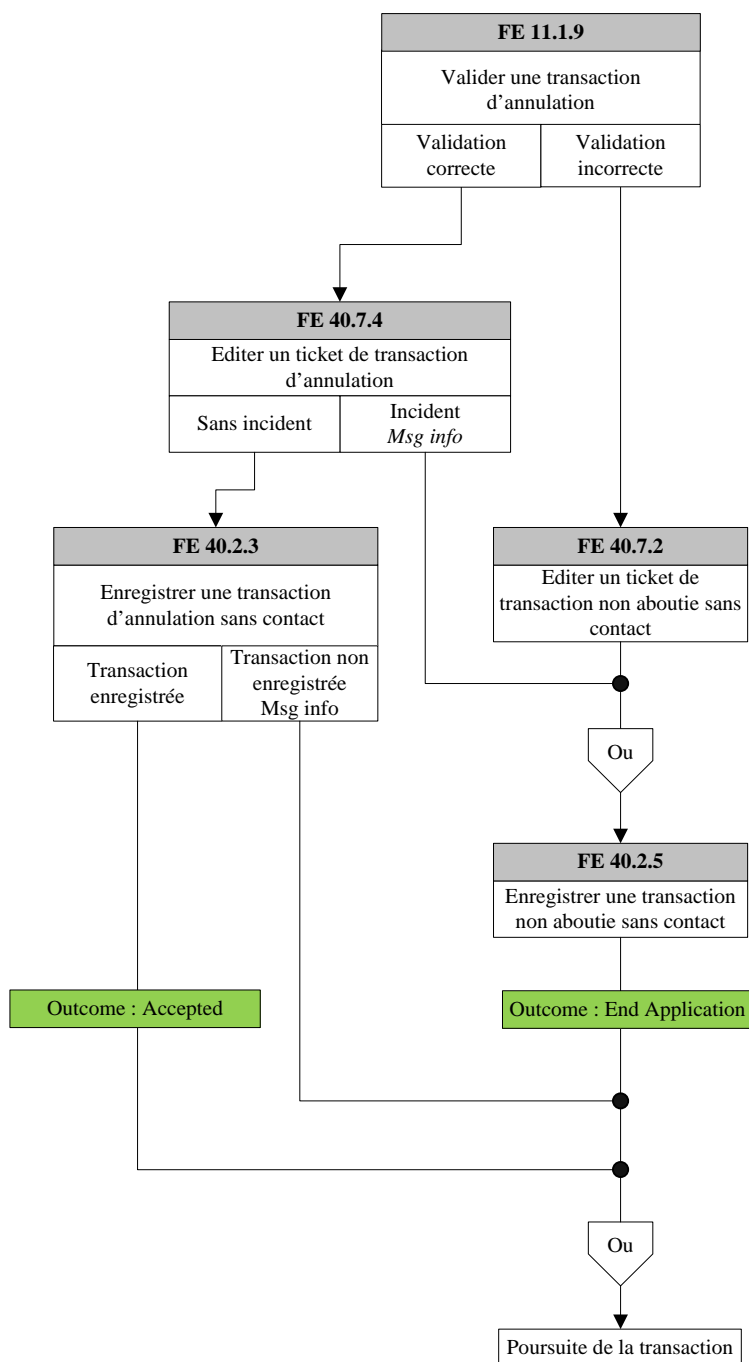 FE 11.1.9
Valider une transaction
d’annulation
Validation
correcte
Validation
incorrecte
FE 40.7.4
Editer un ticket de transaction
d’annulation
Sans incident
Incident
Msg info
FE 40.2.3
Enregistrer une transaction
d’annulation sans contact
Transaction
enregistrée
Transaction non
enregistrée
Msg info
FE 40.7.2
Editer un ticket de
transaction non aboutie sans
contact
Ou
FE 40.2.5
Enregistrer une transaction
non aboutie sans contact
Outcome : Accepted
Outcome : End Application
Ou
Poursuite de la transaction